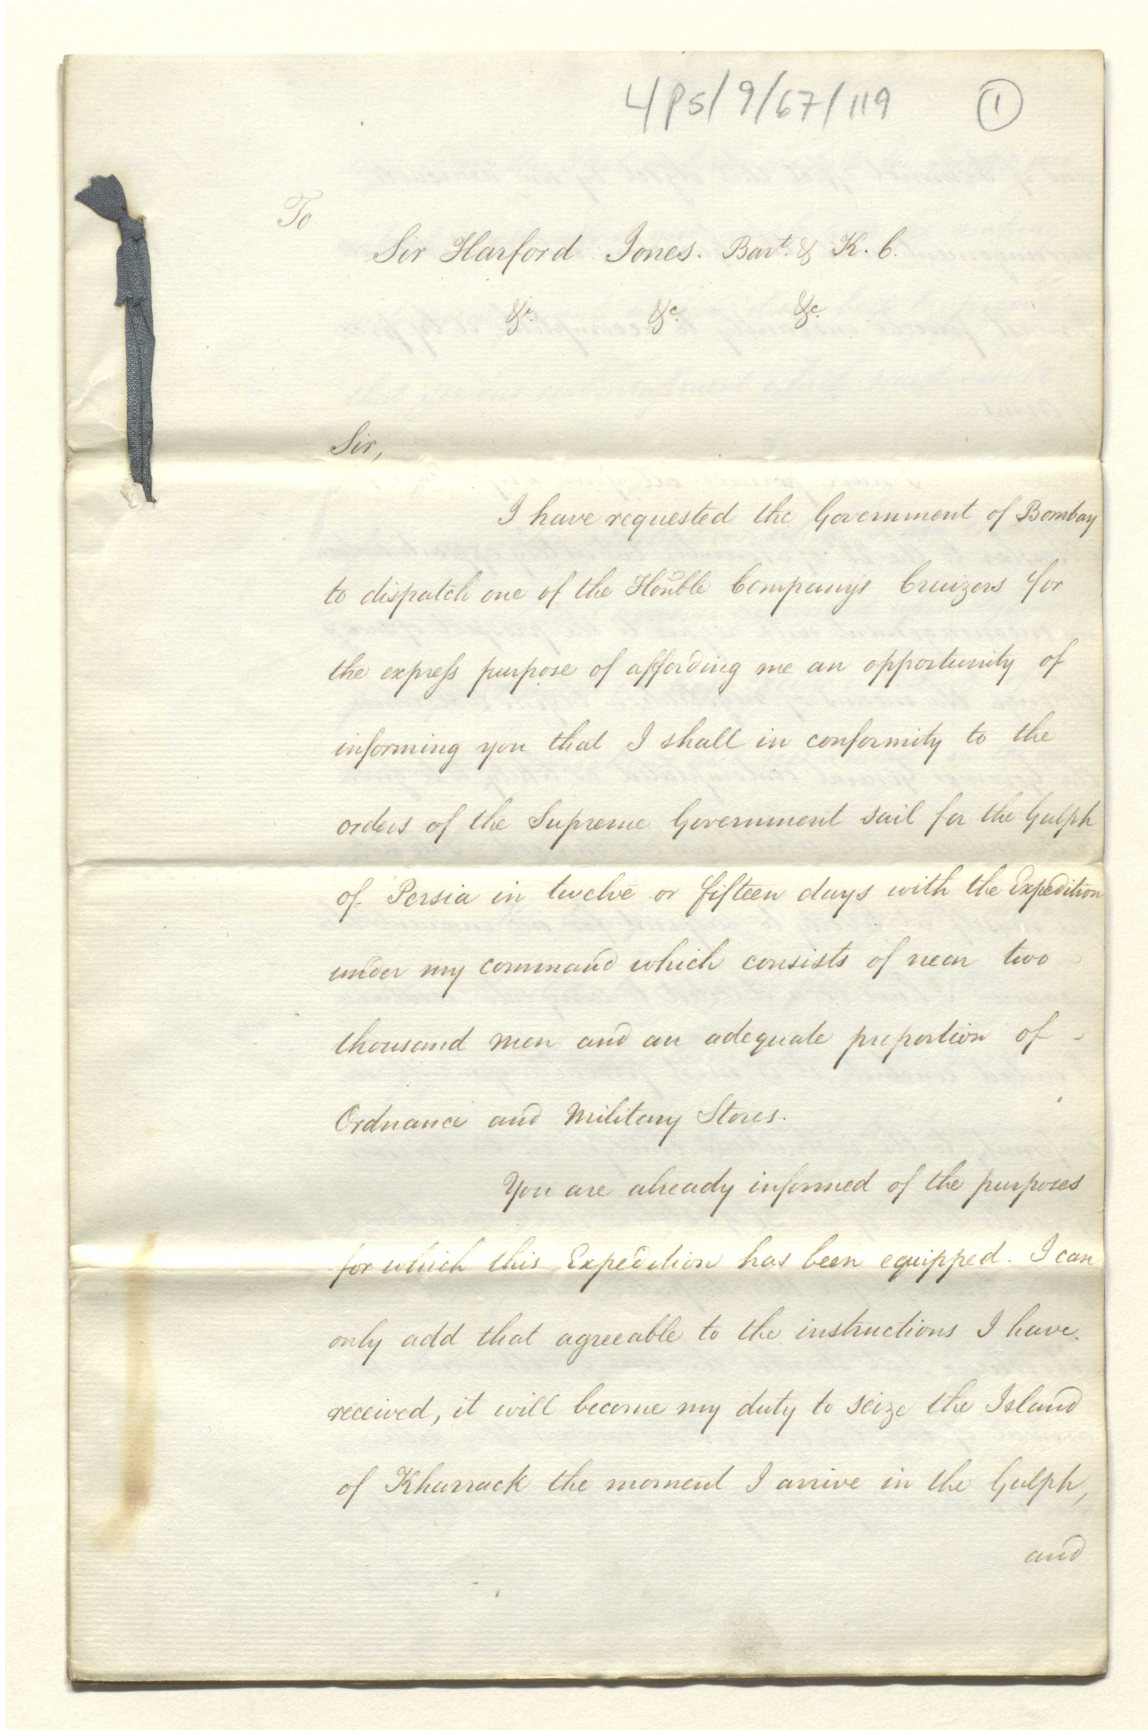 L/PS/9/67/119 1
To
Sir Harford Jones. Bart. & K. C.
&c. &c. &c.
Sir,
I have requested the Government of Bombay
to dispatch one of the Honble Company's Cruizers for
the express purpose of affording me an opportunity of
informing you that I shall in conformity to the
orders of the Supreme Government sail for the Gulph
of Persia in twelve or fifteen days with the Expedition
under my command which consists of near two
thousand men and an adequate proportion of
Ordnance and Military Stores.
You are already informed of the purposes
for which this Expedition has been equipped. I can
only add that agreeable to the instructions I have
received, it will become my duty to seize the Island
of Kharrack the moment I arrive in the Gulph,
and